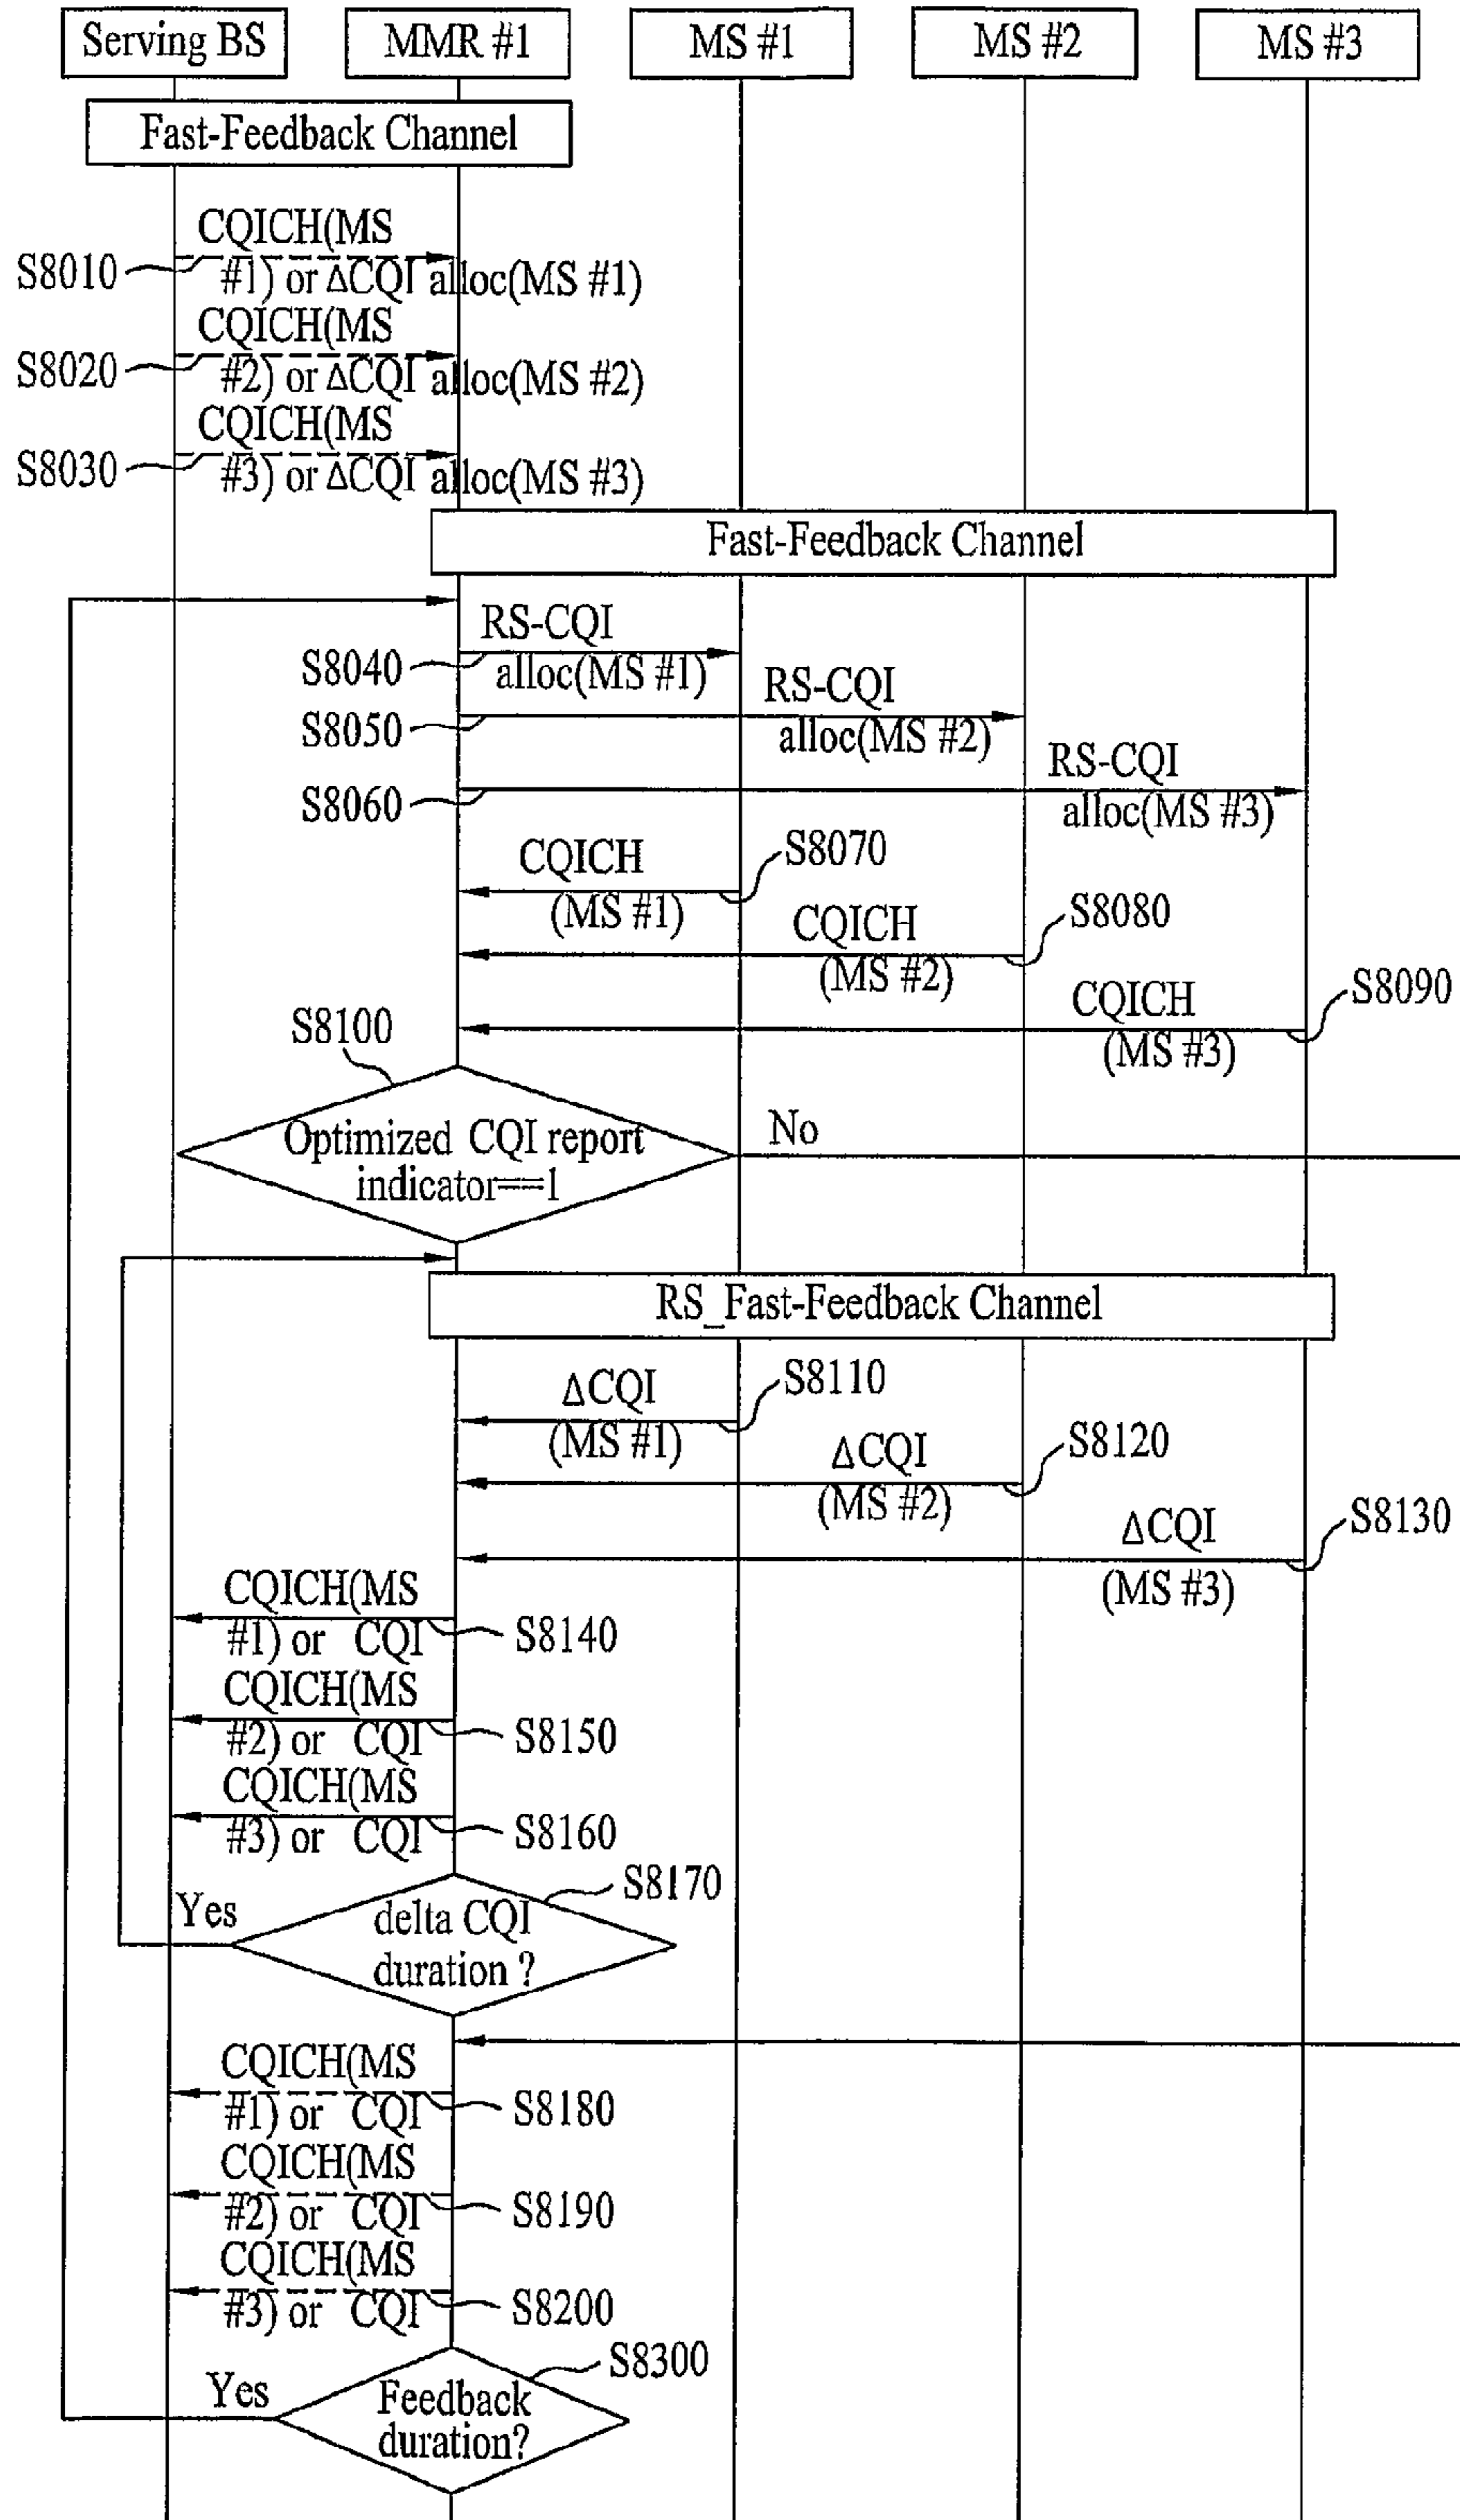 Serving BS
MMR #1
MS #1
MS #2
MS #3
Fast-Feedback Channel
CQICH(MS
S8010
#1) or ΔCQI alloc(MS #1)
CQICH(MS
S8020
#2) or ΔCQI alloc(MS #2)
CQICH(MS
S8030
#3) or ΔCQI alloc(MS #3)
Fast-Feedback Channel
RS-CQI
S8040
alloc(MS #1)
RS-CQI
S8050
alloc(MS #2)
RS-CQI
S8060
alloc(MS #3)
CQICH
S8070
(MS #1)
CQICH
S8080
(MS #2)
CQICH
S8090
(MS #3)
S8100
Optimized CQI report
indicator==1
No
RS_Fast-Feedback Channel
ΔCQI
S8110
(MS #1)
ΔCQI
S8120
(MS #2)
ΔCQI
S8130
(MS #3)
CQICH(MS
#1) or CQI
S8140
CQICH(MS
#2) or CQI
S8150
CQICH(MS
#3) or CQI
S8160
S8170
Yes
delta CQI
duration ?
CQICH(MS
#1) or CQI
S8180
CQICH(MS
#2) or CQI
S8190
CQICH(MS
#3) or CQI
S8200
S8300
Yes
Feedback
duration?